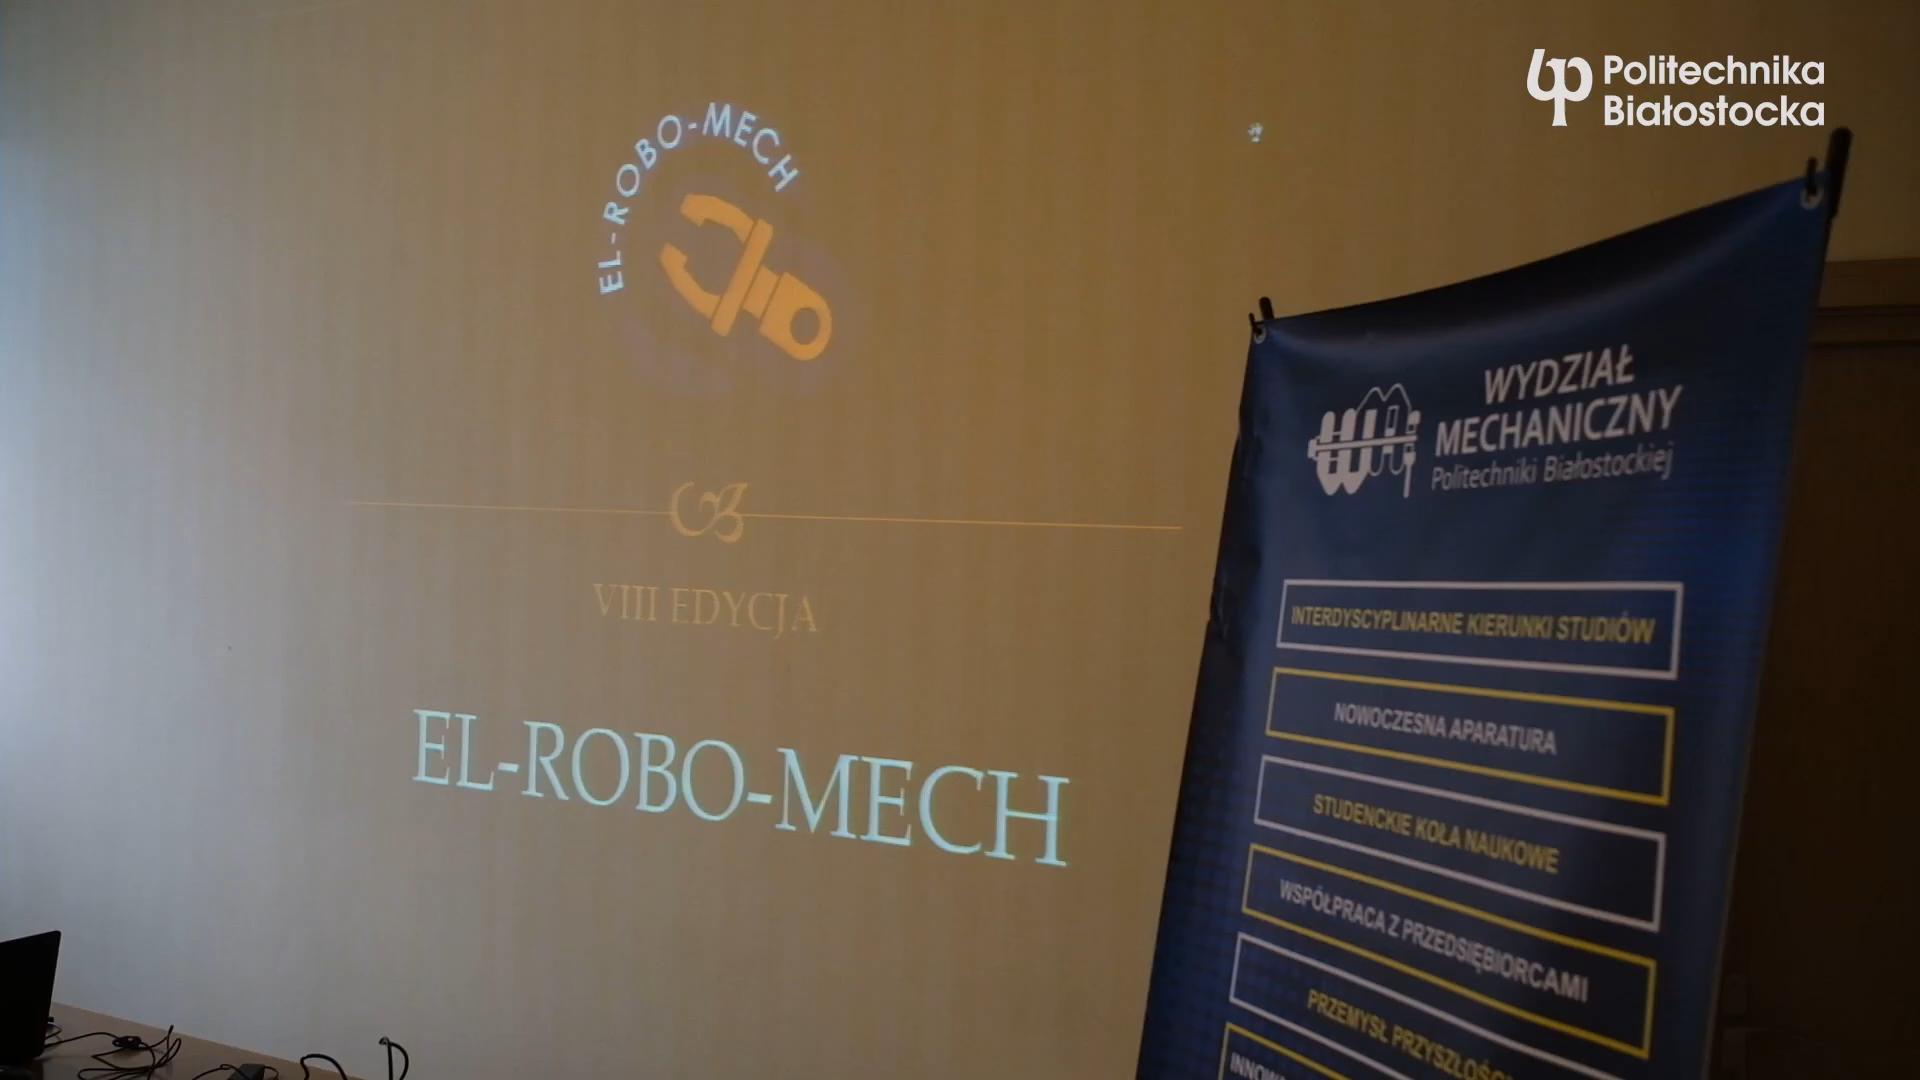 Politechnika
Białostocka
EL-ROBO-MECH
VIII EDYCJA
EL-ROBO-MECH
WYDZIAŁ
MECHANICZNY
Politechniki Białostockiej
INTERDYSCYPLINARNE KIERUNKI STUDIÓW
NOWOCZESNA APARATURA
STUDENCKIE KOŁA NAUKOWE
WSPÓŁPRACA Z PRZEDSIĘBIORCAMI
PRZEMYSŁ